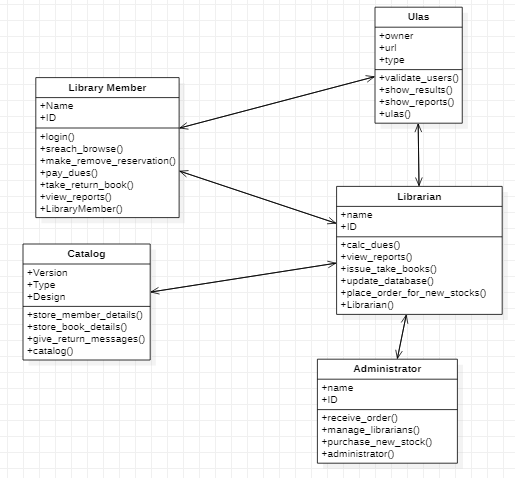 Ulas
+owner
+url
+type
+validate_users()
+show_results()
+show_reports()
+ulas()
Library Member
+Name
+ID
+login()
+sreach_browse()
+make_remove_reservation()
+pay_dues()
+take_return_book()
+view_reports()
+LibraryMember()
Librarian
+name
+ID
+calc_dues()
+view_reports()
+issue_take_books()
+update_database()
+place_order_for_new_stocks()
+Librarian()
Catalog
+Version
+Type
+Design
+store_member_details()
+store_book_details()
+give_return_messages()
+catalog()
Administrator
+name
+ID
+receive_order()
+manage_librarians()
+purchase_new_stock()
+administrator()